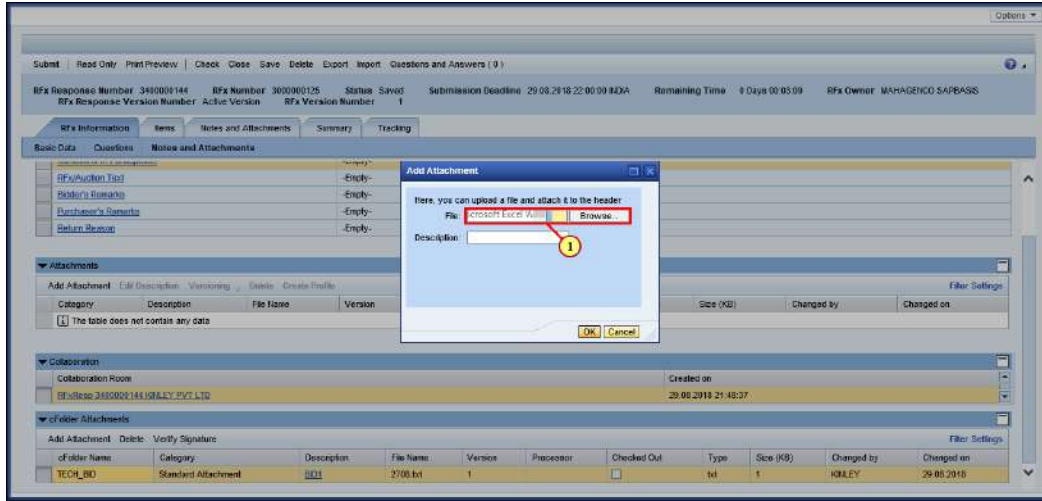 Options
Submit | Read Only Print Preview | Check Close Save Delete Export Import Questions and Answers ( 0 )
RFx Response Number 3400000144 RFx Number 3000000125 Status Saved Submission Deadline 29.08.2018 22:00:00 INDIA Remaining Time 0 Days 00:03:09 RFx Owner MAHAGENCO SAPBASIS
RFx Response Version Number Active Version RFx Version Number 1
RFx Information Items Notes and Attachments Summary Tracking
Basic Data Questions Notes and Attachments
-Empty-
RFx/Auction Text -Empty-
Bidder's Remarks -Empty-
Purchaser's Remarks -Empty-
Return Reason -Empty-
Add Attachment
Here, you can upload a file and attach it to the header
File: Microsoft Excel Browse...
Description:
1
OK Cancel
Attachments
Add Attachment Edit Description Versioning Delete Create Profile Filter Settings
Category Description File Name Version Size (KB) Changed by Changed on
The table does not contain any data
Collaboration
Collaboration Room Created on
RFxResp 3400000144 KINLEY PVT LTD 29.08.2018 21:48:37
cFolder Attachments
Add Attachment Delete Verify Signature Filter Settings
cFolder Name Category Description File Name Version Processor Checked Out Type Size (KB) Changed by Changed on
TECH_BID Standard Attachment BID1 2708.txt 1 txt 1 KINLEY 29.08.2018